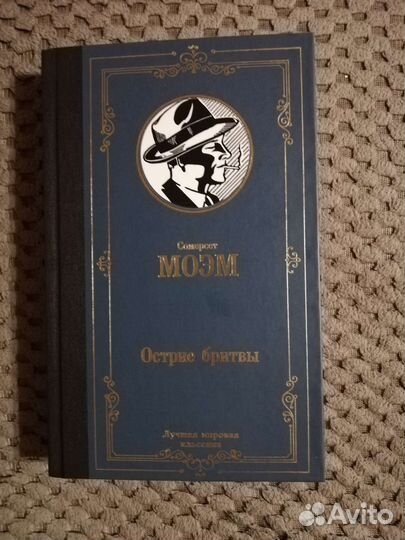 Сомерсет
МОЭМ
Острие бритвы
Лучшая мировая
классика
Avito